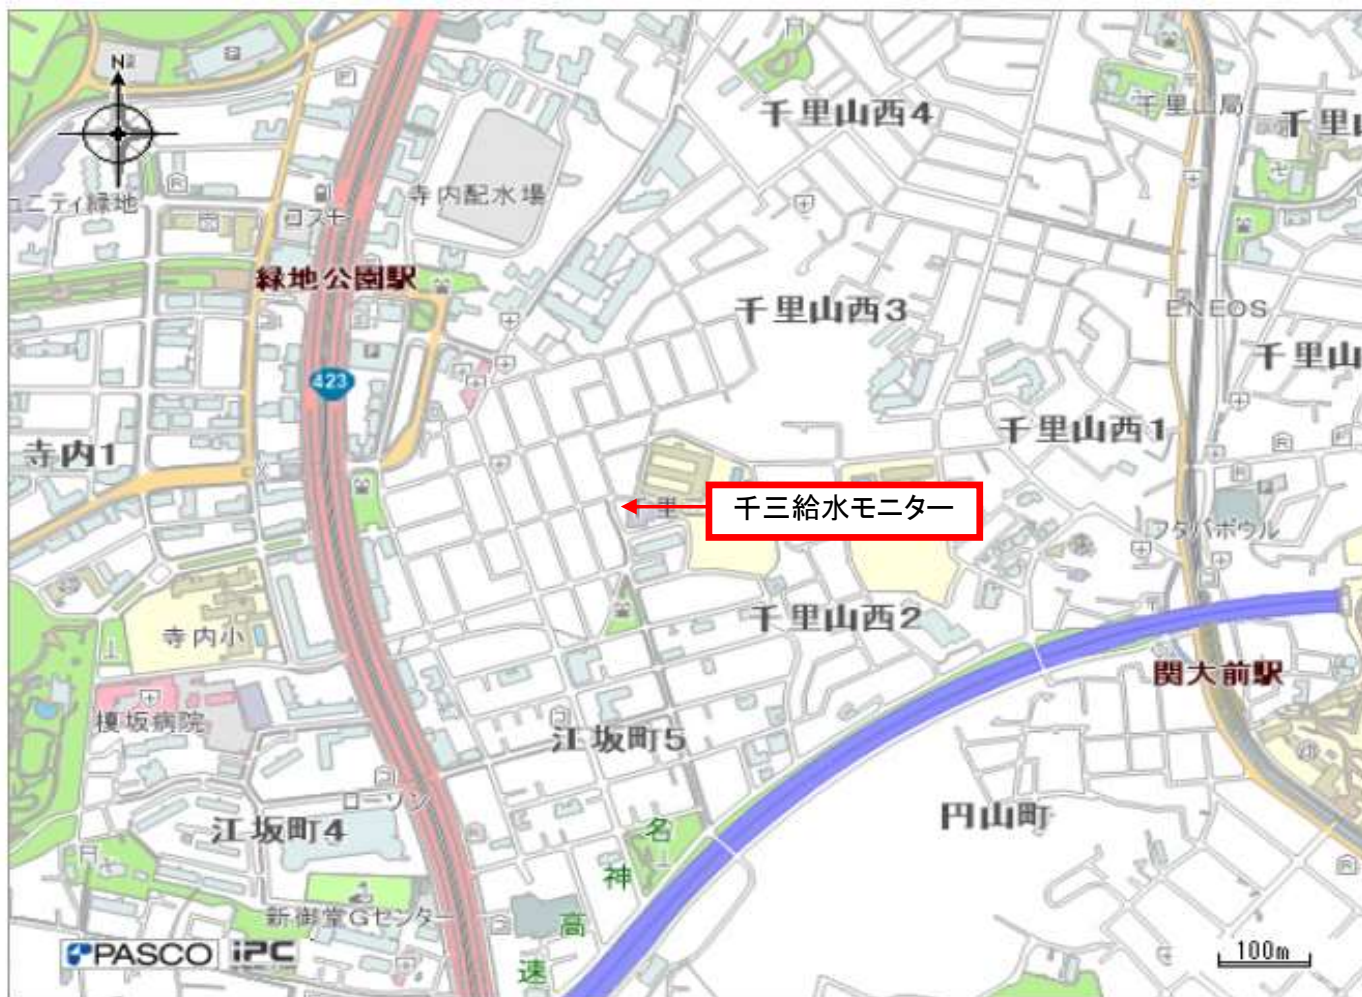 N
千里山西4
千里山局
千里山
寺内配水場
ユニティ緑地
コスモ
緑地公園駅
千里山西3
ENEOS
千里山
423
千里山西1
寺内1
千里二
千三給水モニター
フタバボウル
千里山西2
寺内小
関大前駅
榎坂病院
江坂町5
ローソン
江坂町4
円山町
名神高速
新御堂Gセンター
PASCO iPC
100m